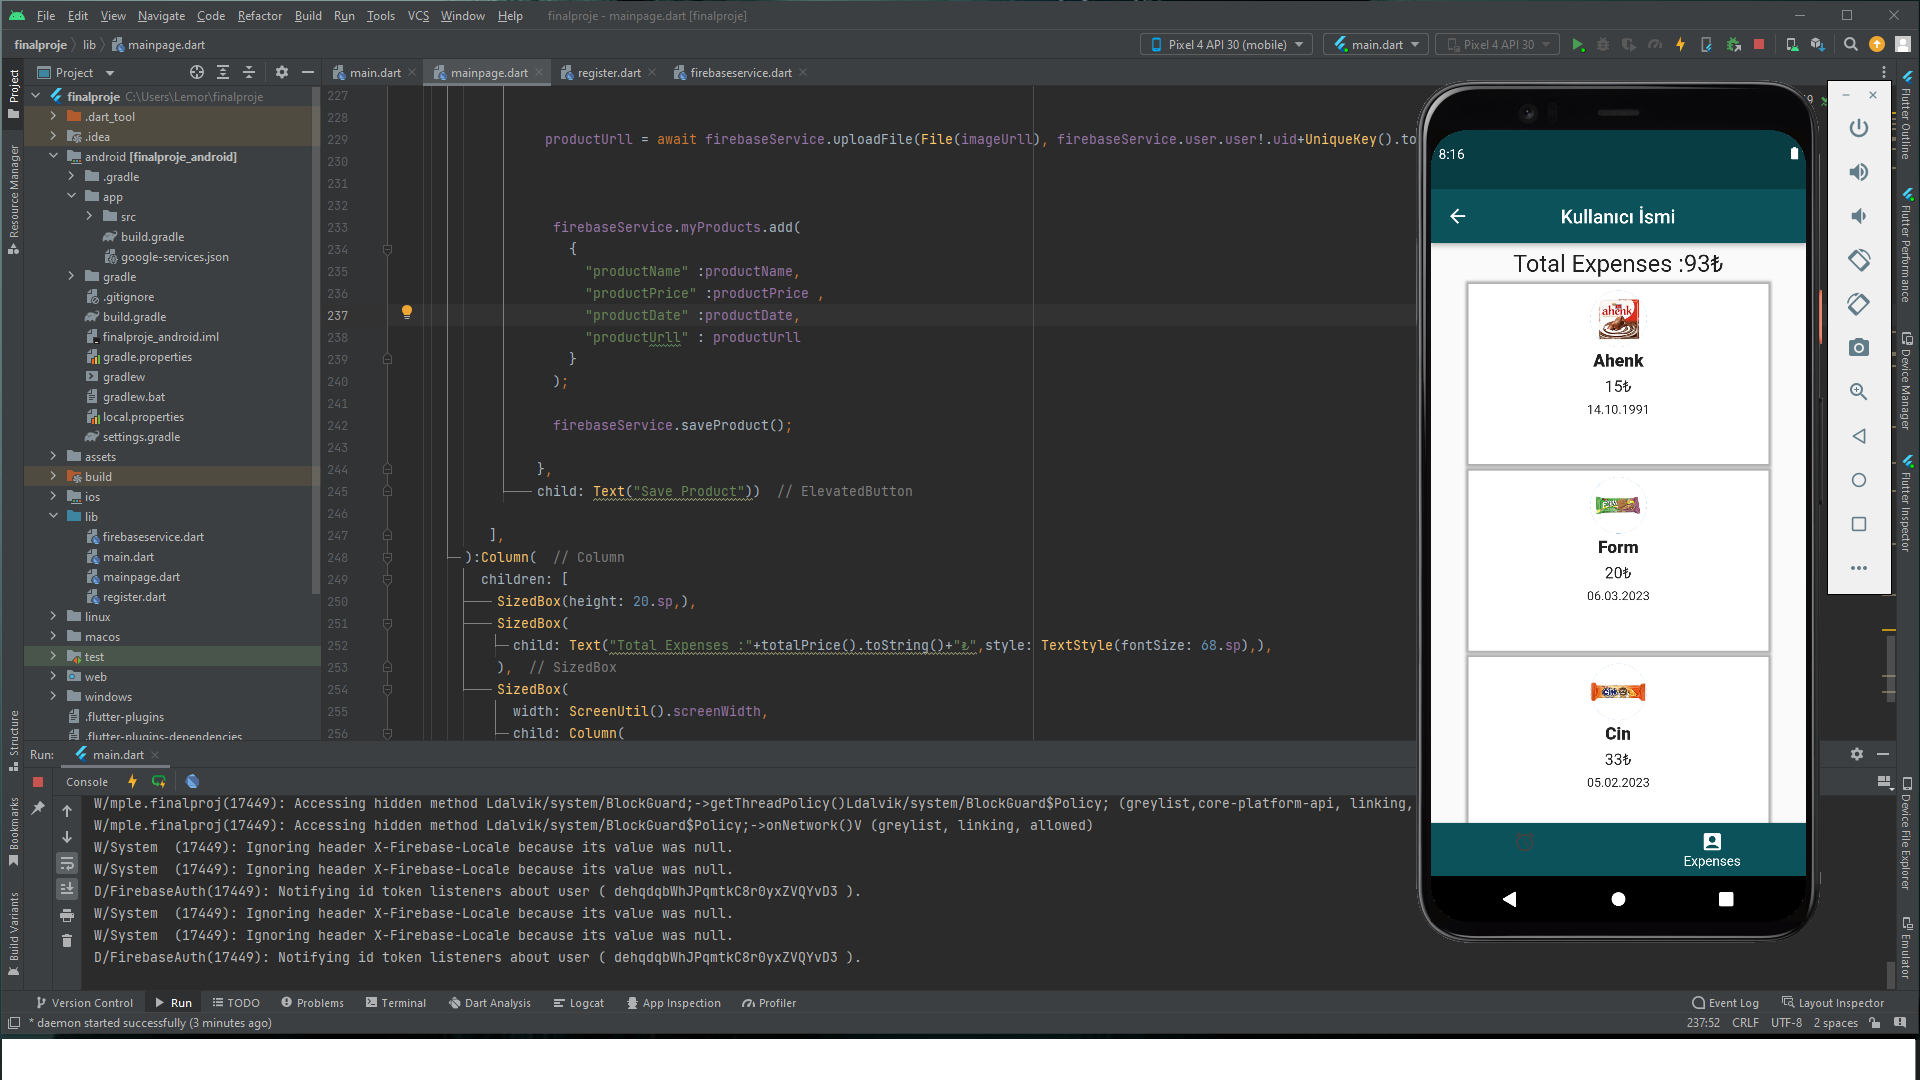 File Edit View Navigate Code Refactor Build Run Tools VCS Window Help finalproje - mainpage.dart [finalproje]
finalproje lib mainpage.dart
Pixel 4 API 30 (mobile) main.dart Pixel 4 API 30
Project
main.dart mainpage.dart register.dart firebaseservice.dart
Project
Resource Manager
Structure
Bookmarks
Build Variants
finalproje C:\Users\Lemor\finalproje
.dart_tool
.idea
android [finalproje_android]
.gradle
app
src
build.gradle
google-services.json
gradle
.gitignore
build.gradle
finalproje_android.iml
gradle.properties
gradlew
gradlew.bat
local.properties
settings.gradle
assets
build
ios
lib
firebaseservice.dart
main.dart
mainpage.dart
register.dart
linux
macos
test
web
windows
.flutter-plugins
.flutter-plugins-dependencies
227
228
229 productUrll = await firebaseService.uploadFile(File(imageUrll), firebaseService.user.user!.uid+UniqueKey().to
230
231
232
233 firebaseService.myProducts.add(
234 {
235 "productName" :productName,
236 "productPrice" :productPrice ,
237 "productDate" :productDate,
238 "productUrll" : productUrll
239 }
240 );
241
242 firebaseService.saveProduct();
243
244 },
245 child: Text("Save Product")) // ElevatedButton
246
247 ],
248 ):Column( // Column
249 children: [
250 SizedBox(height: 20.sp,),
251 SizedBox(
252 child: Text("Total Expenses :"+totalPrice().toString()+"₺",style: TextStyle(fontSize: 68.sp),),
253 ), // SizedBox
254 SizedBox(
255 width: ScreenUtil().screenWidth,
256 child: Column(
8:16
Kullanıcı İsmi
Total Expenses :93₺
ahenk
Ahenk
15₺
14.10.1991
Form
20₺
06.03.2023
Cin
Cin
33₺
05.02.2023
Expenses
Flutter Outline
Flutter Performance
Device Manager
Flutter Inspector
Device File Explorer
Emulator
Run: main.dart
Console
W/mple.finalproj(17449): Accessing hidden method Ldalvik/system/BlockGuard;->getThreadPolicy()Ldalvik/system/BlockGuard$Policy; (greylist,core-platform-api, linking,
W/mple.finalproj(17449): Accessing hidden method Ldalvik/system/BlockGuard$Policy;->onNetwork()V (greylist, linking, allowed)
W/System (17449): Ignoring header X-Firebase-Locale because its value was null.
W/System (17449): Ignoring header X-Firebase-Locale because its value was null.
D/FirebaseAuth(17449): Notifying id token listeners about user ( dehqdqbWhJPqmtkC8r0yxZVQYvD3 ).
W/System (17449): Ignoring header X-Firebase-Locale because its value was null.
W/System (17449): Ignoring header X-Firebase-Locale because its value was null.
D/FirebaseAuth(17449): Notifying id token listeners about user ( dehqdqbWhJPqmtkC8r0yxZVQYvD3 ).
Version Control Run TODO Problems Terminal Dart Analysis Logcat App Inspection Profiler Event Log Layout Inspector
* daemon started successfully (3 minutes ago) 237:52 CRLF UTF-8 2 spaces